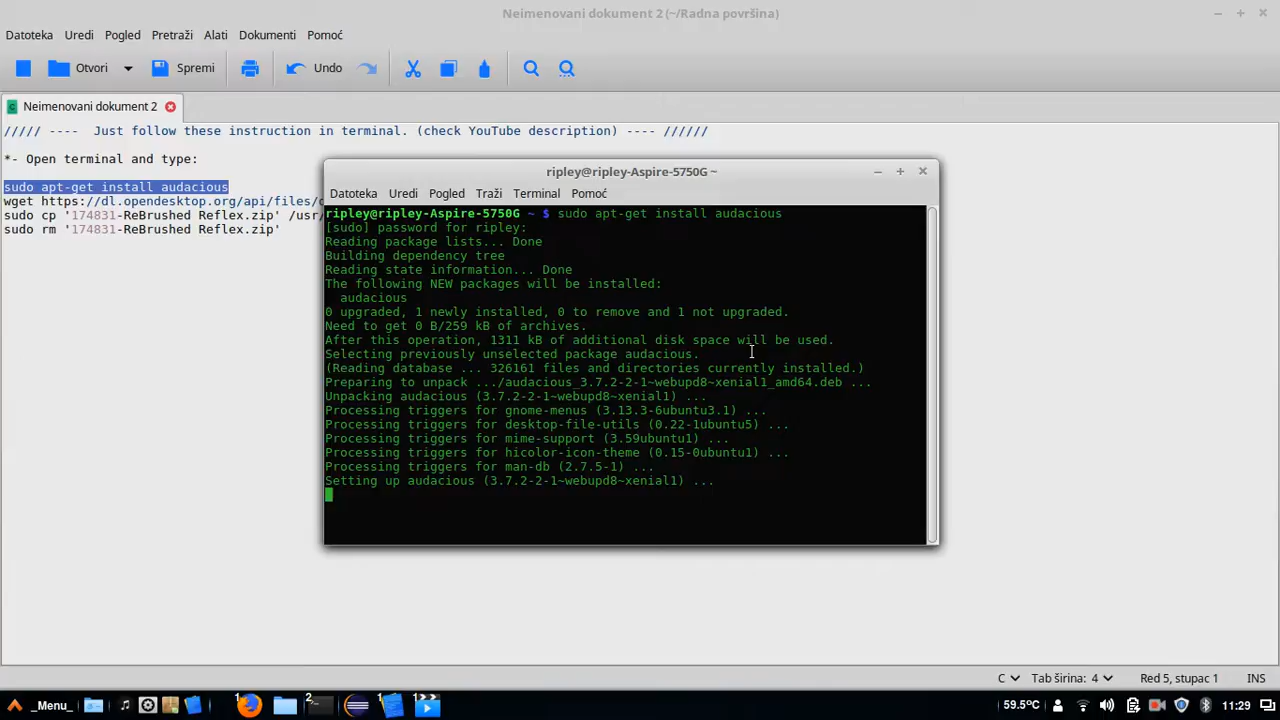 Neimenovani dokument 2 (~/Radna površina)
Datoteka Uredi Pogled Pretraži Alati Dokumenti Pomoć
Otvori Spremi Undo
Neimenovani dokument 2
///// ---- Just follow these instruction in terminal. (check YouTube description) ---- //////
*- Open terminal and type:
sudo apt-get install audacious
wget https://dl.opendesktop.org/api/files/
sudo cp '174831-ReBrushed Reflex.zip' /usr/
sudo rm '174831-ReBrushed Reflex.zip'
ripley@ripley-Aspire-5750G ~
Datoteka Uredi Pogled Traži Terminal Pomoć
ripley@ripley-Aspire-5750G ~ $ sudo apt-get install audacious
[sudo] password for ripley:
Reading package lists... Done
Building dependency tree
Reading state information... Done
The following NEW packages will be installed:
audacious
0 upgraded, 1 newly installed, 0 to remove and 1 not upgraded.
Need to get 0 B/259 kB of archives.
After this operation, 1311 kB of additional disk space will be used.
Selecting previously unselected package audacious.
(Reading database ... 326161 files and directories currently installed.)
Preparing to unpack .../audacious_3.7.2-2-1~webupd8~xenial1_amd64.deb ...
Unpacking audacious (3.7.2-2-1~webupd8~xenial1) ...
Processing triggers for gnome-menus (3.13.3-6ubuntu3.1) ...
Processing triggers for desktop-file-utils (0.22-1ubuntu5) ...
Processing triggers for mime-support (3.59ubuntu1) ...
Processing triggers for hicolor-icon-theme (0.15-0ubuntu1) ...
Processing triggers for man-db (2.7.5-1) ...
Setting up audacious (3.7.2-2-1~webupd8~xenial1) ...
C Tab širina: 4 Red 5, stupac 1 INS
_Menu_ 1 2 1 1 59.5°C 11:29